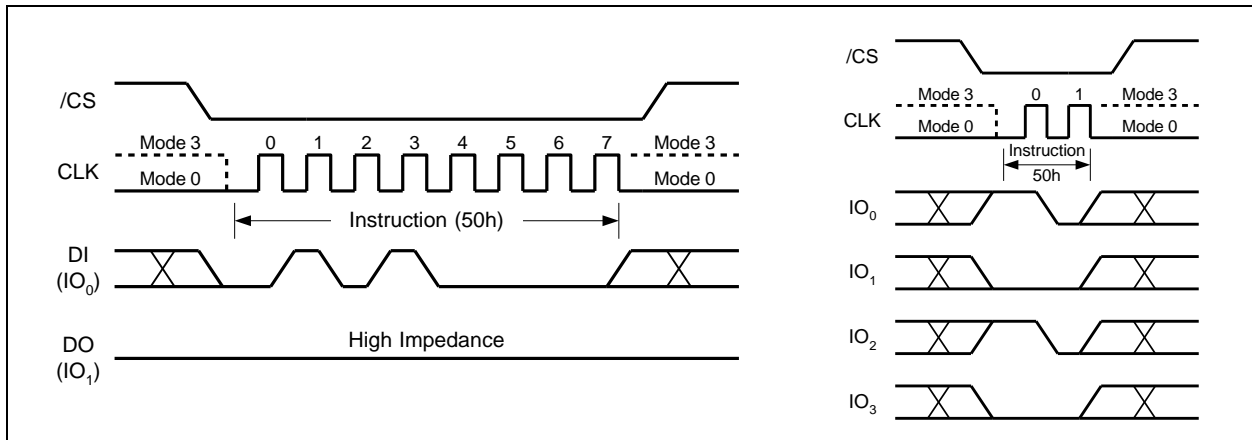 /CS
Mode 3 0 1 2 3 4 5 6 7 Mode 3
CLK
Mode 0 Mode 0
Instruction (50h)
DI
(IO0)
High Impedance
DO
(IO1)
/CS
Mode 3 0 1 Mode 3
CLK
Mode 0 Mode 0
Instruction
50h
IO0
IO1
IO2
IO3